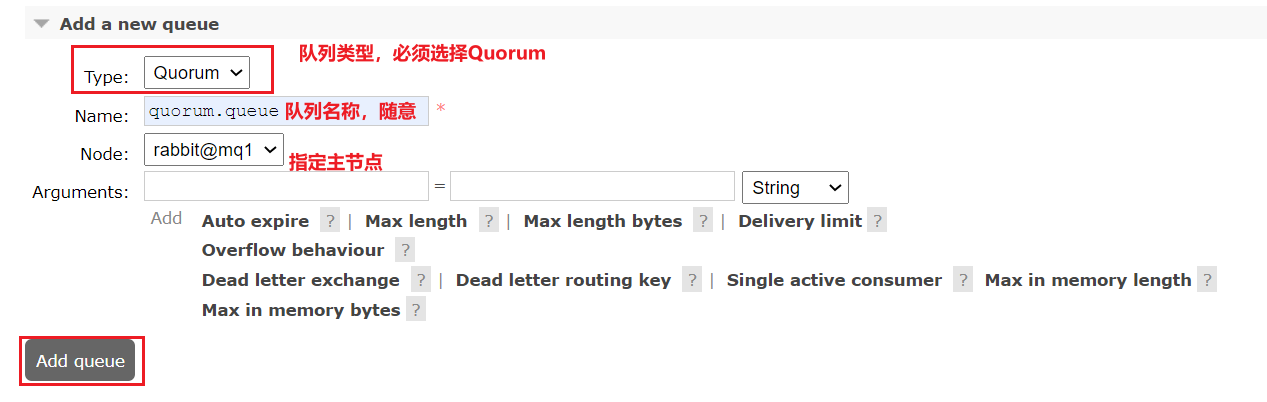 Add a new queue
队列类型，必须选择Quorum
Type: Quorum
Name: quorum.queue 队列名称，随意 *
Node: rabbit@mq1
指定主节点
Arguments: = String
Add Auto expire ? | Max length ? | Max length bytes ? | Delivery limit ?
Overflow behaviour ?
Dead letter exchange ? | Dead letter routing key ? | Single active consumer ? Max in memory length ?
Max in memory bytes ?
Add queue